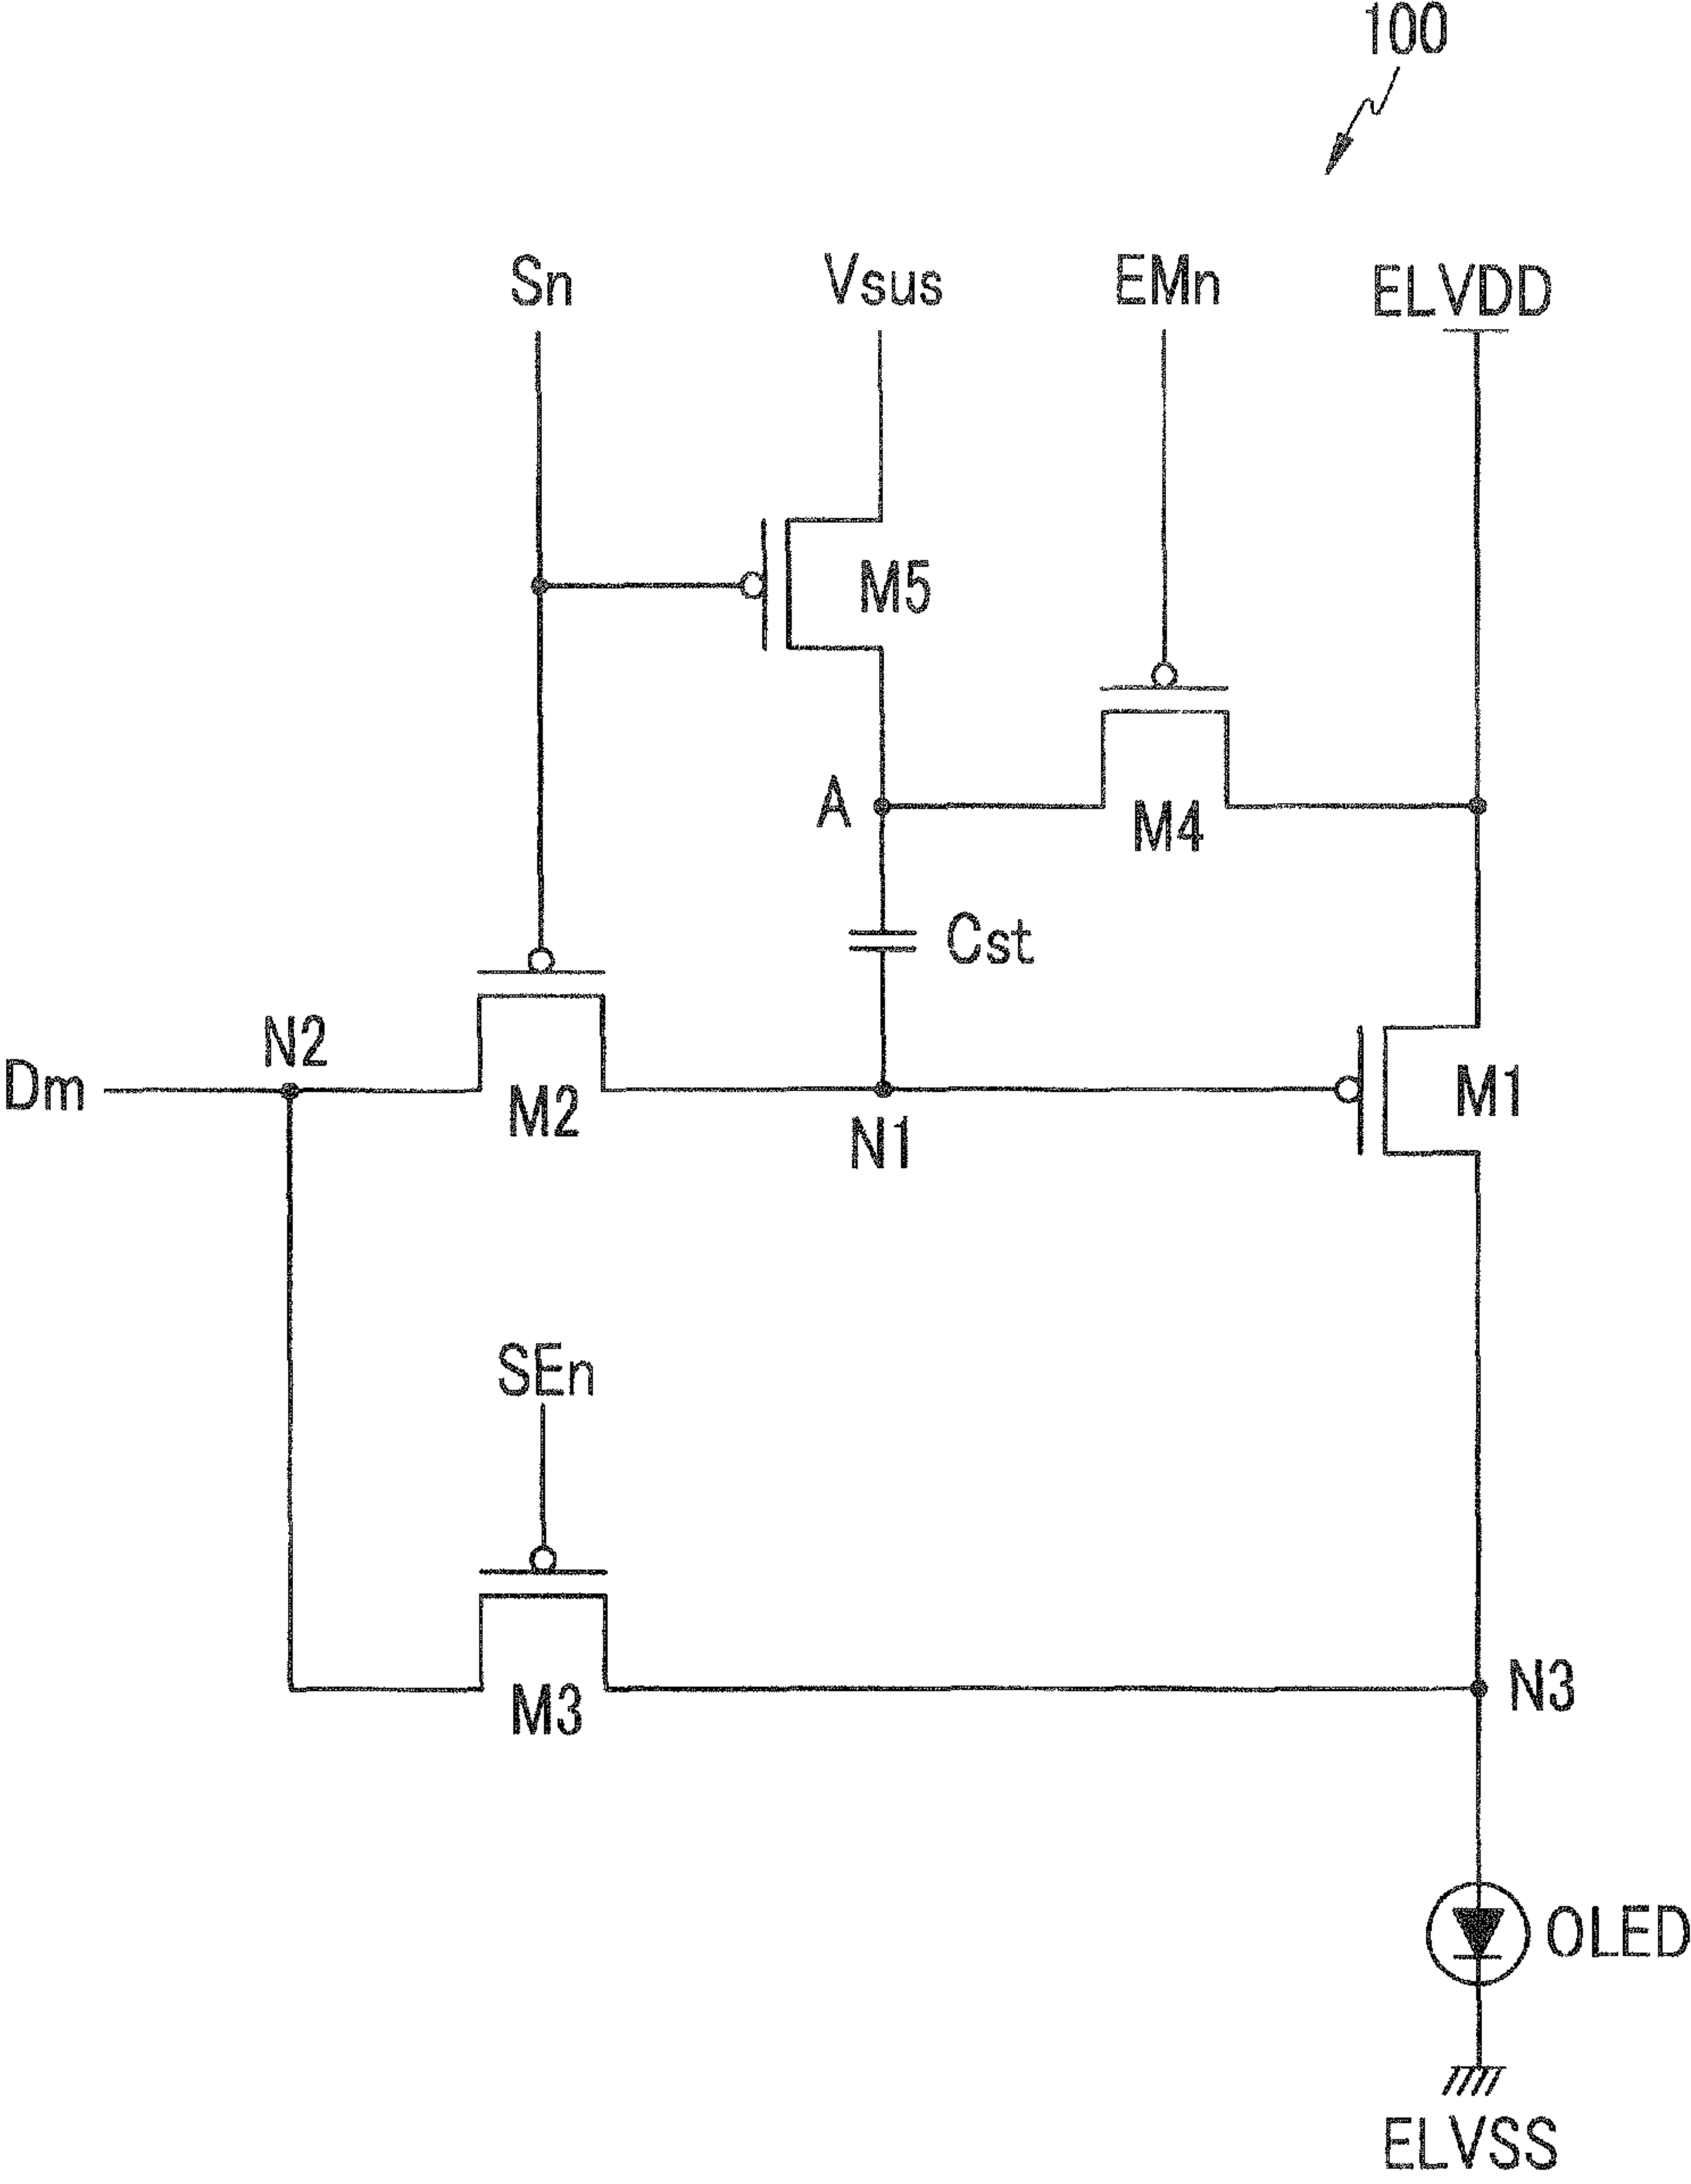 100
Sn
Vsus
EMn
ELVDD
M5
A
M4
Cst
N2
Dm
M2
N1
M1
SEn
M3
N3
OLED
ELVSS